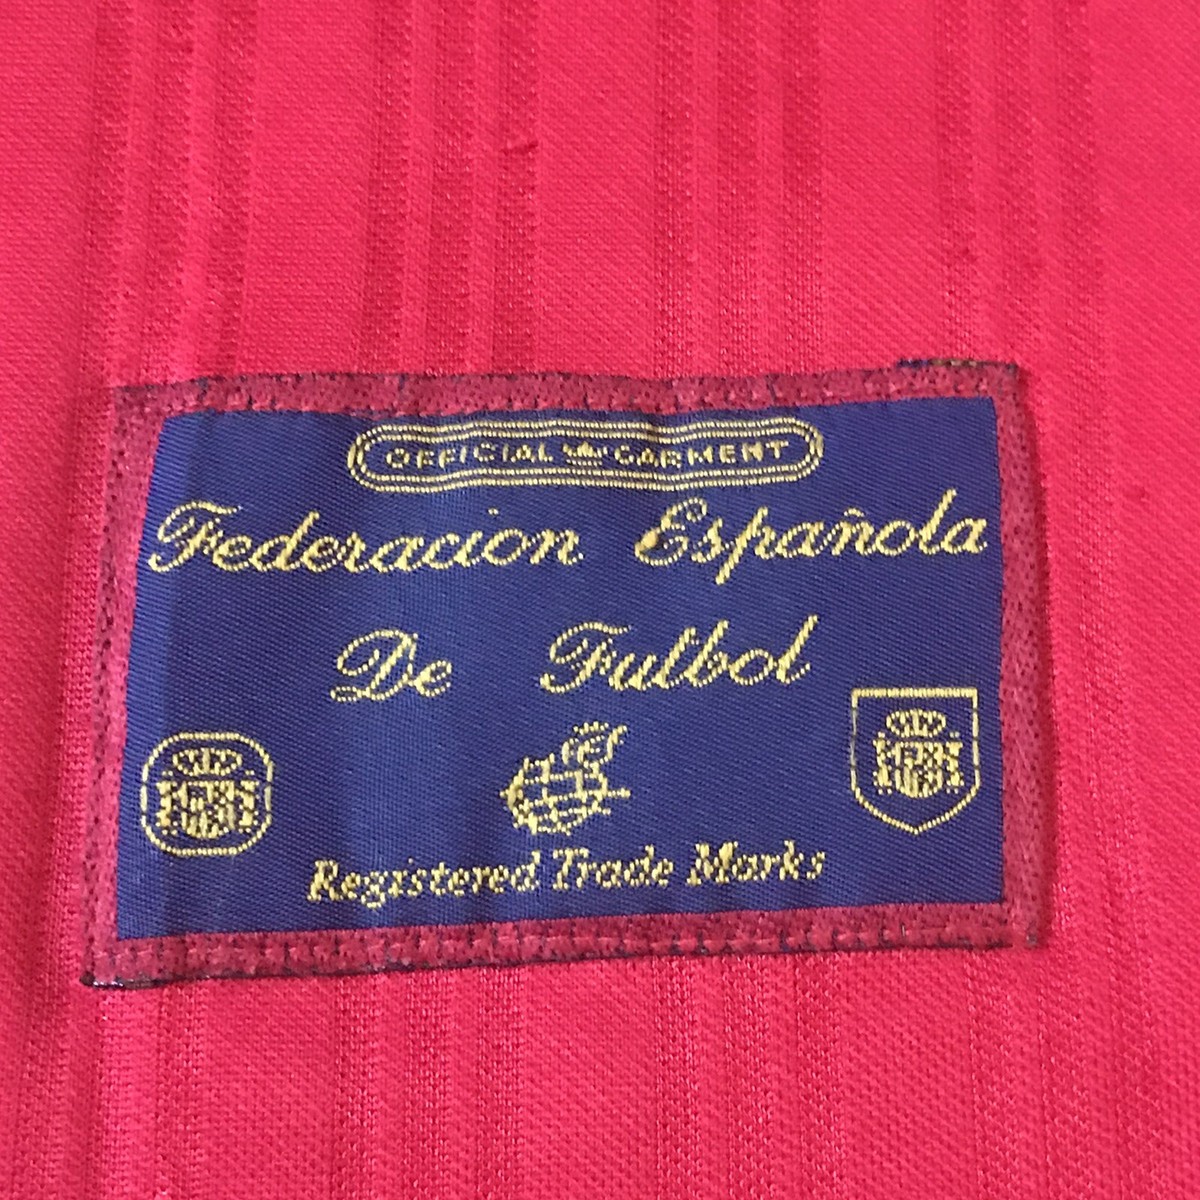 OFFICIAL GARMENT
Federacion Española
De Futbol
Registered Trade Marks